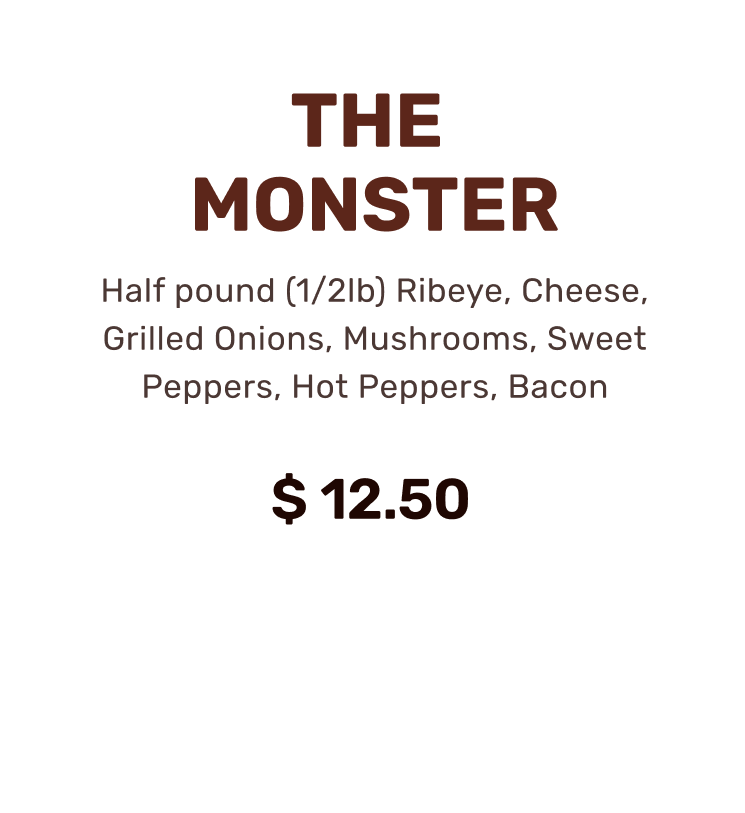 THE
MONSTER
Half pound (1/2lb) Ribeye, Cheese,
Grilled Onions, Mushrooms, Sweet
Peppers, Hot Peppers, Bacon
$ 12.50